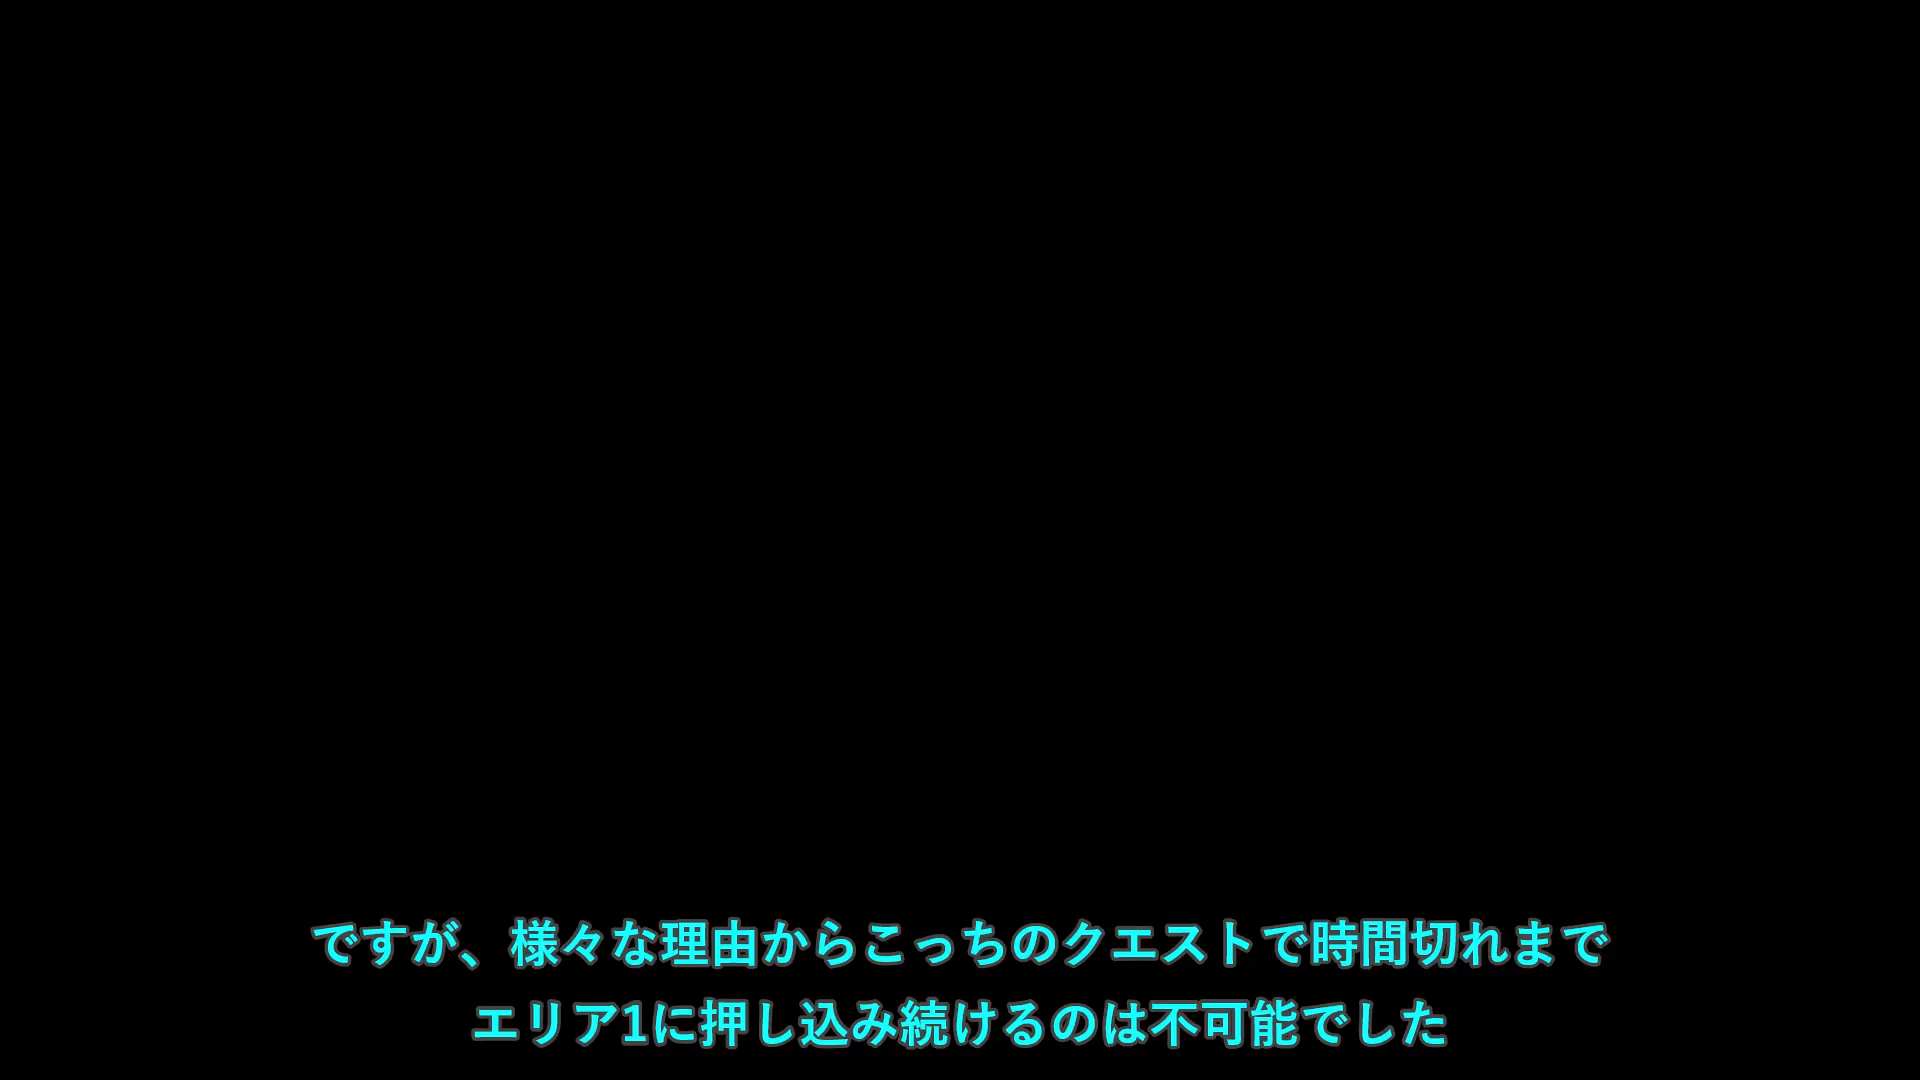 ですが、様々な理由からこっちのクエストで時間切れまで
エリア1に押し込み続けるのは不可能でした